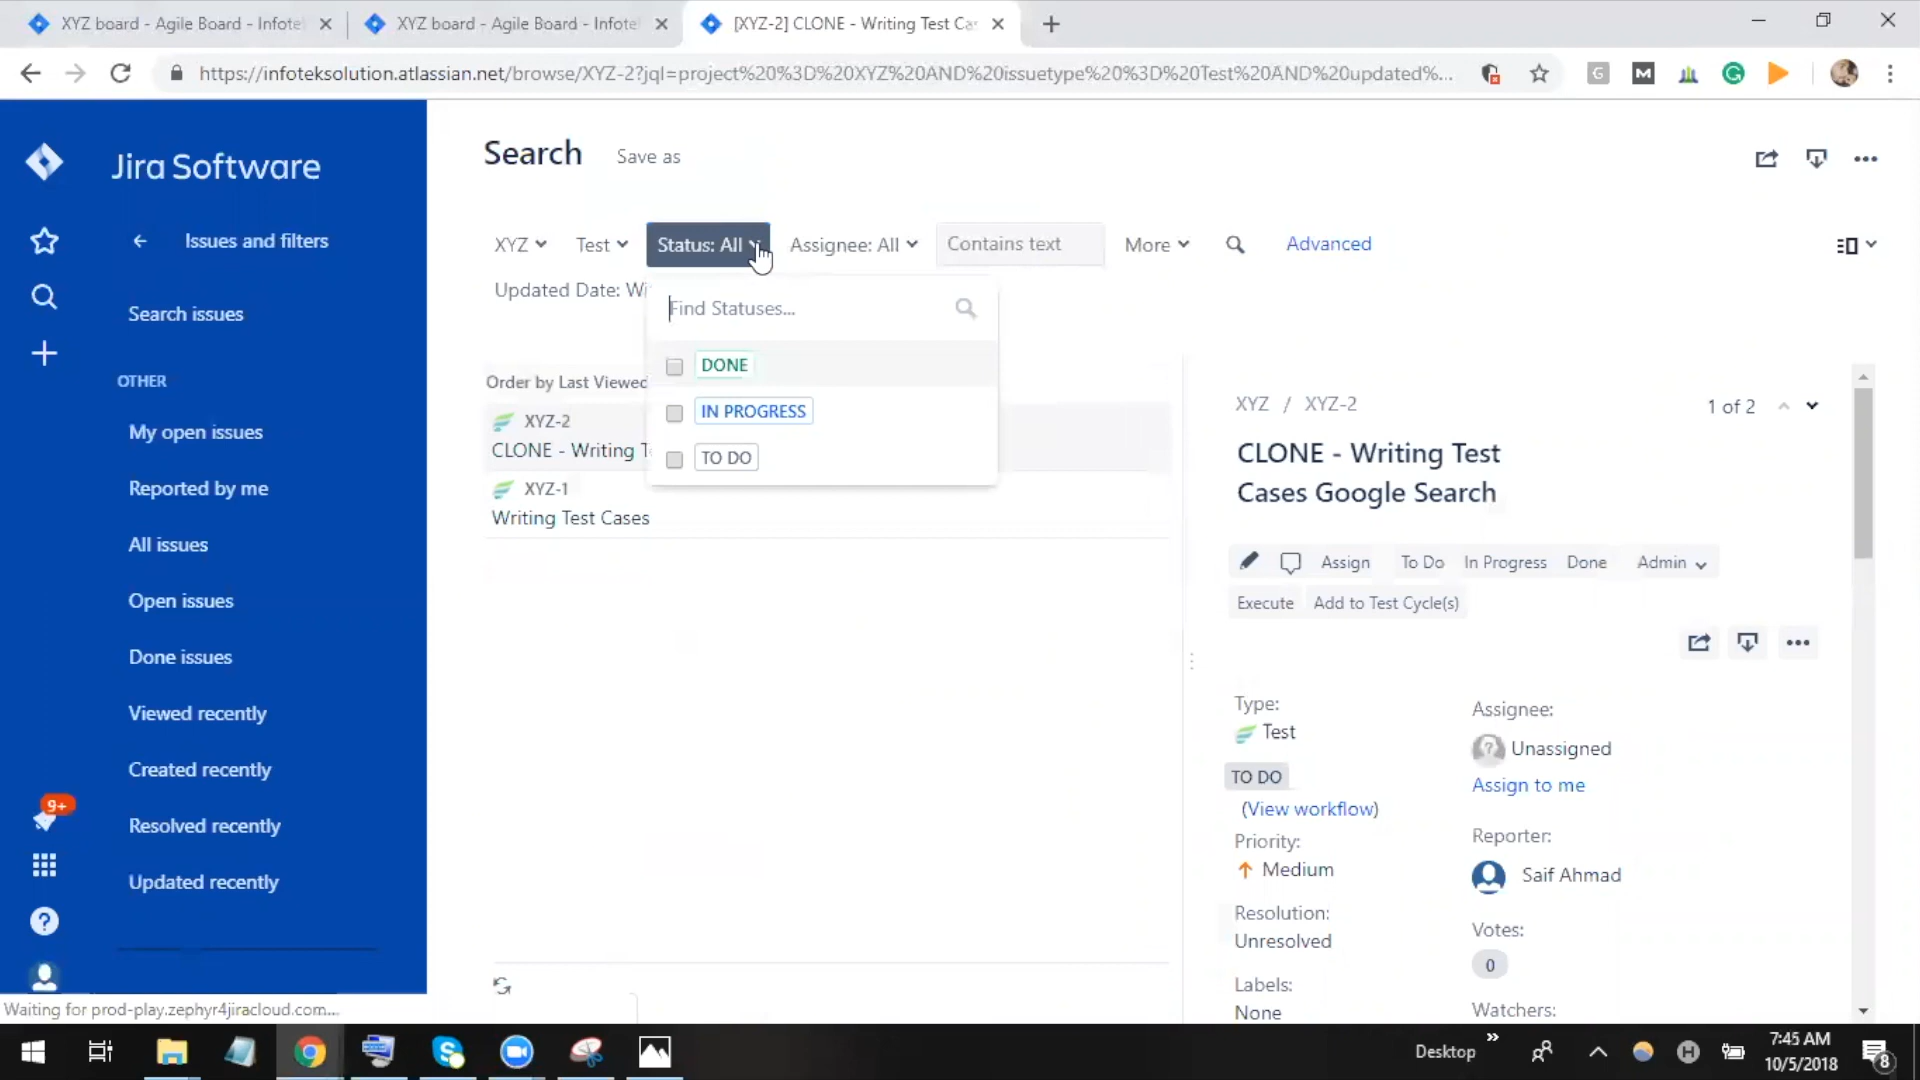 XYZ board - Agile Board - Infote
XYZ board - Agile Board - Infote
[XYZ-2] CLONE - Writing Test Ca
https://infoteksolution.atlassian.net/browse/XYZ-2?jql=project%20%3D%20XYZ%20AND%20issuetype%20%3D%20Test%20AND%20updated%...
Jira Software
Issues and filters
Search issues
OTHER
My open issues
Reported by me
All issues
Open issues
Done issues
Viewed recently
Created recently
Resolved recently
Updated recently
9+
Search
Save as
XYZ
Test
Status: All
Assignee: All
Contains text
More
Advanced
Updated Date: Wi
Find Statuses...
DONE
IN PROGRESS
TO DO
Order by Last Viewed
XYZ-2
CLONE - Writing T
XYZ-1
Writing Test Cases
XYZ / XYZ-2
1 of 2
CLONE - Writing Test
Cases Google Search
Assign
To Do
In Progress
Done
Admin
Execute
Add to Test Cycle(s)
Type:
Test
TO DO
(View workflow)
Priority:
Medium
Resolution:
Unresolved
Labels:
None
Assignee:
Unassigned
Assign to me
Reporter:
Saif Ahmad
Votes:
0
Watchers:
Waiting for prod-play.zephyr4jiracloud.com...
Desktop
7:45 AM
10/5/2018
8